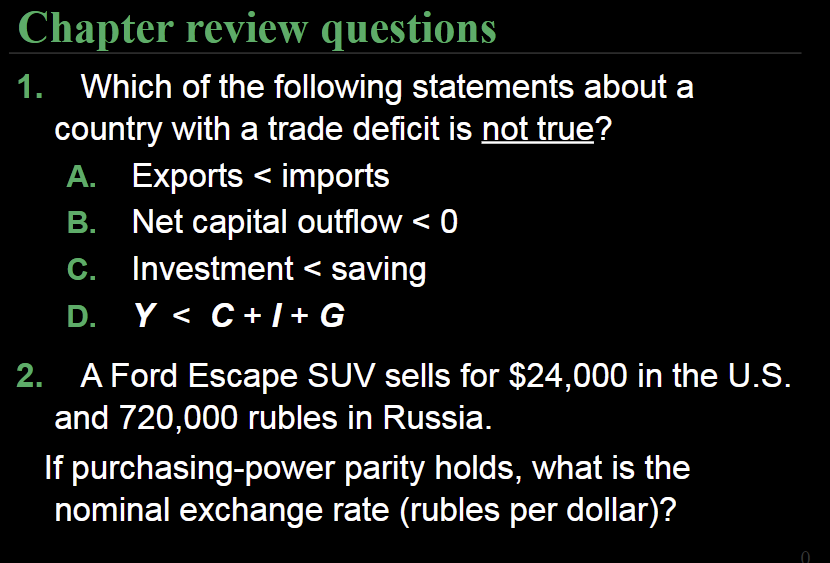 Chapter review questions
1. Which of the following statements about a
country with a trade deficit is not true?
A. Exports < imports
B. Net capital outflow < 0
C. Investment < saving
D. Y < C + I + G
2. A Ford Escape SUV sells for $24,000 in the U.S.
and 720,000 rubles in Russia.
If purchasing-power parity holds, what is the
nominal exchange rate (rubles per dollar)?
0